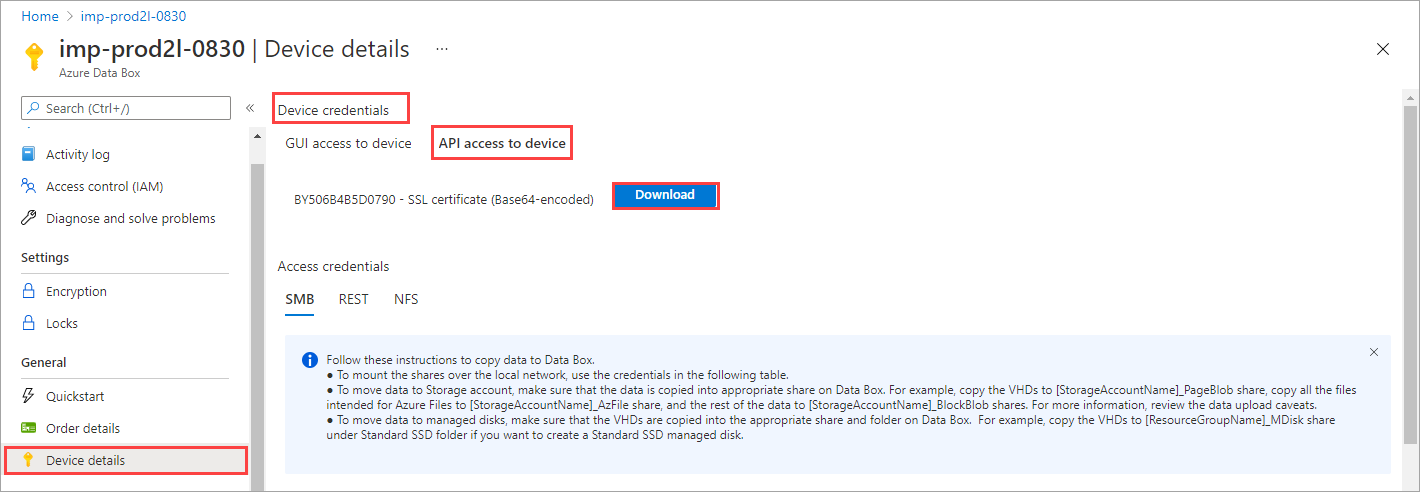 Home > imp-prod2l-0830
imp-prod2l-0830 | Device details ...
Azure Data Box
Search (Ctrl+/) «
Activity log
Access control (IAM)
Diagnose and solve problems
Settings
Encryption
Locks
General
Quickstart
Order details
Device details
Device credentials
GUI access to device API access to device
BY506B4B5D0790 - SSL certificate (Base64-encoded) Download
Access credentials
SMB REST NFS
Follow these instructions to copy data to Data Box.
● To mount the shares over the local network, use the credentials in the following table.
● To move data to Storage account, make sure that the data is copied into appropriate share on Data Box. For example, copy the VHDs to [StorageAccountName]_PageBlob share, copy all the files
intended for Azure Files to [StorageAccountName]_AzFile share, and the rest of the data to [StorageAccountName]_BlockBlob shares. For more information, review the data upload caveats.
● To move data to managed disks, make sure that the VHDs are copied into the appropriate share and folder on Data Box. For example, copy the VHDs to [ResourceGroupName]_MDisk share
under Standard SSD folder if you want to create a Standard SSD managed disk.